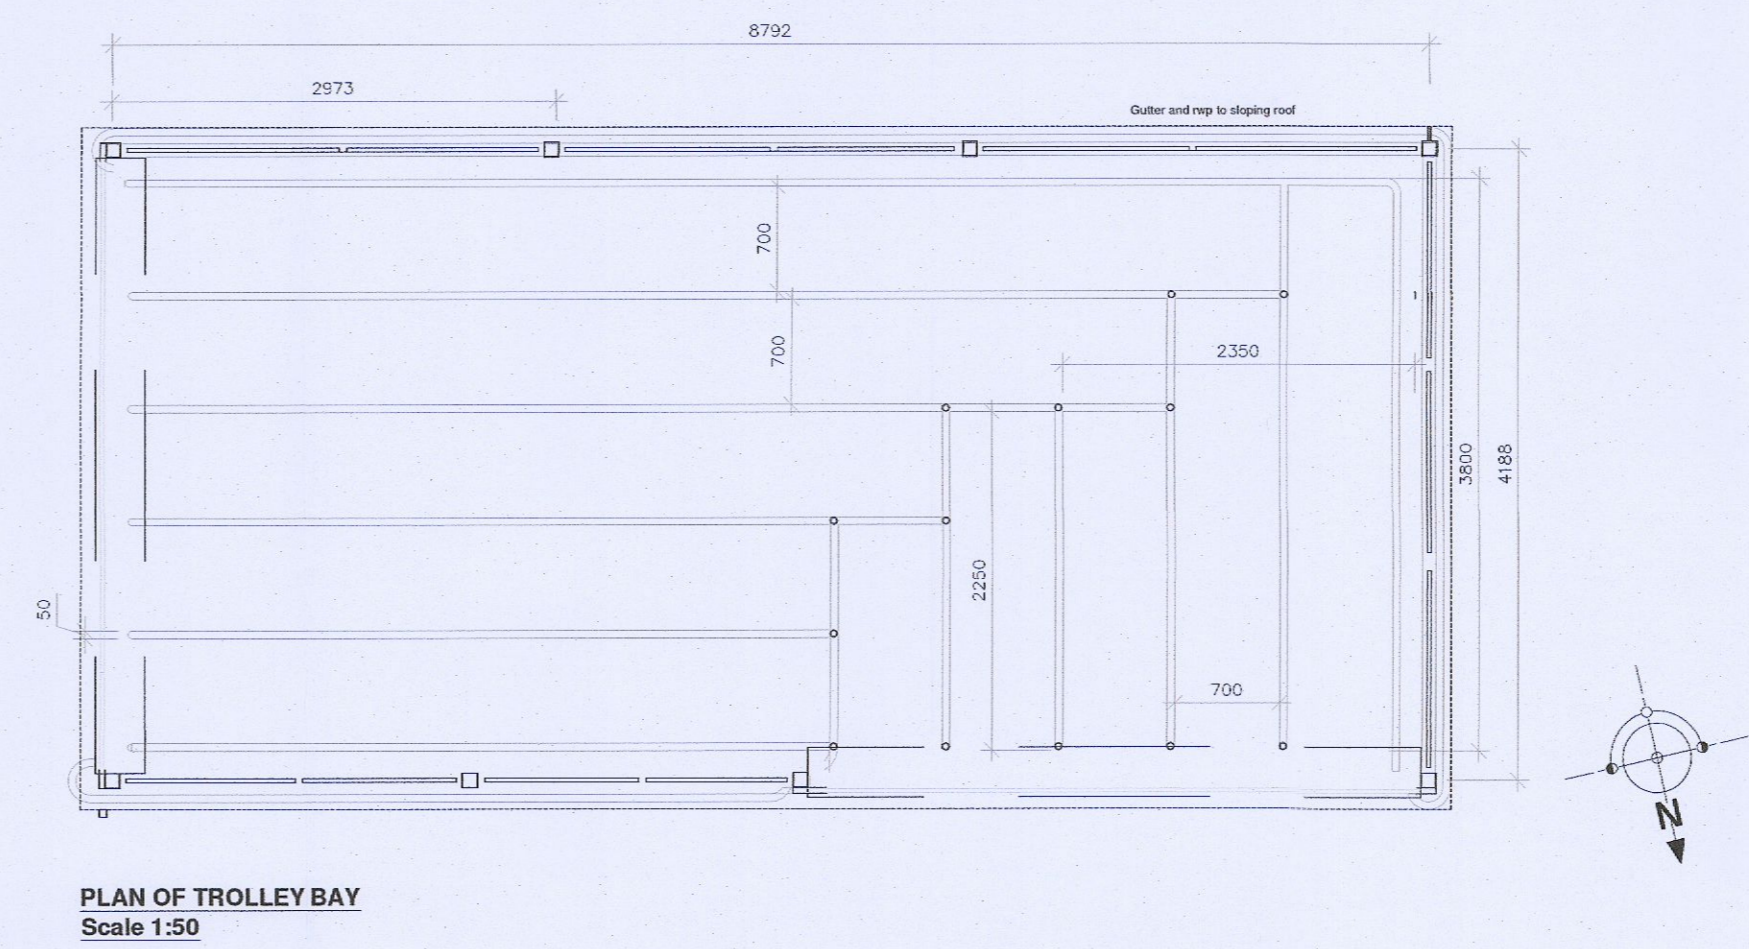 8792
2973
Gutter and rwp to sloping roof
700
700
2350
3800
4188
2250
50
700
N
PLAN OF TROLLEY BAY
Scale 1:50